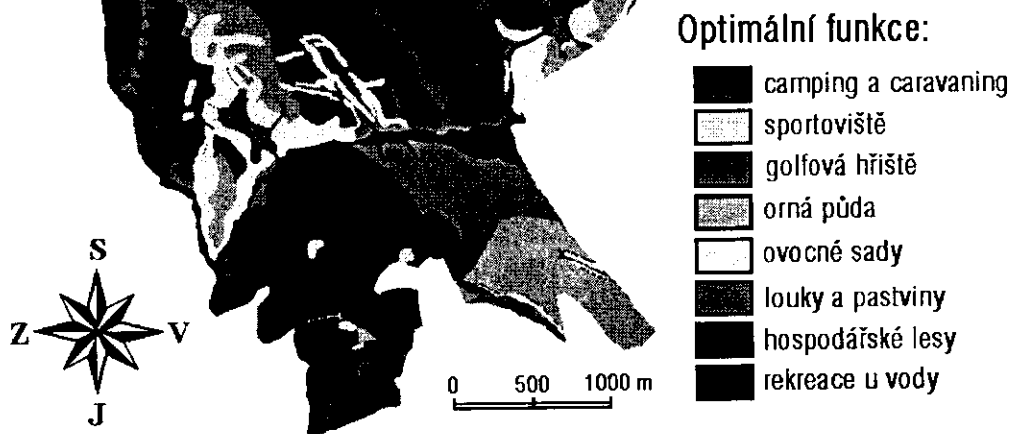 Optimální funkce:
camping a caravaning
sportoviště
golfová hřiště
orná půda
ovocné sady
louky a pastviny
hospodářské lesy
rekreace u vody
S
Z V
J
0 500 1000 m